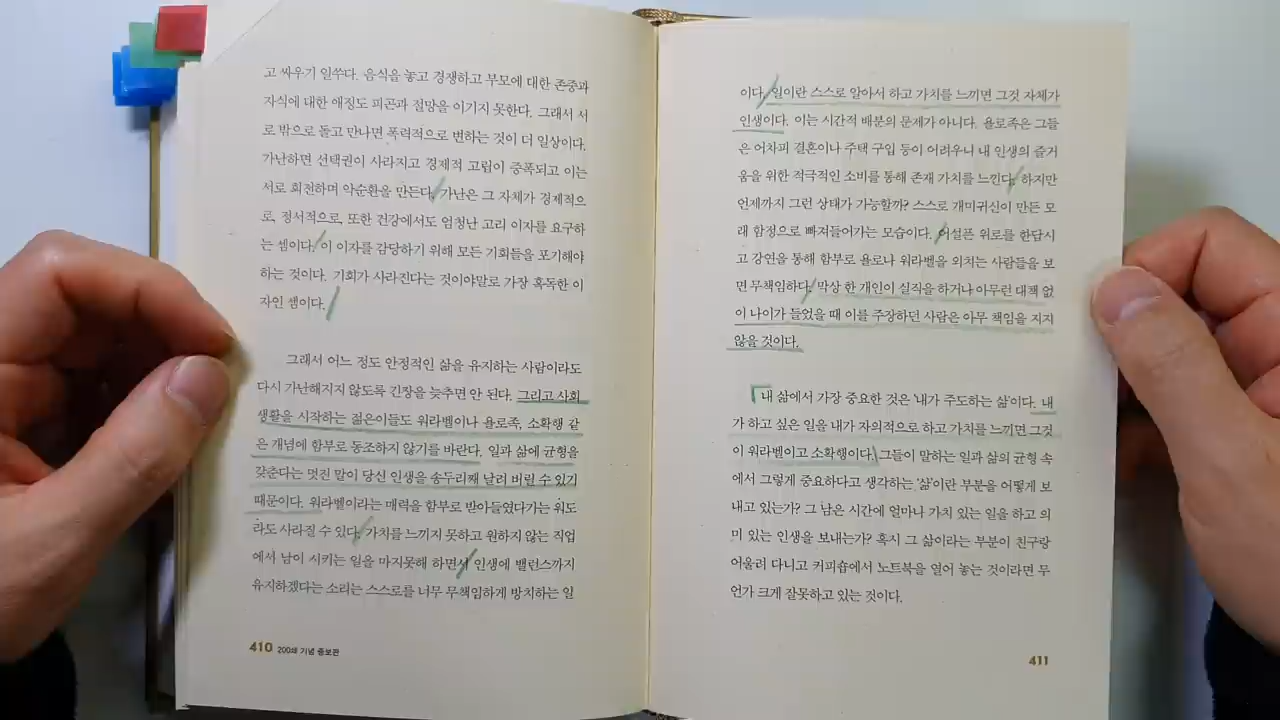 고 싸우기 일쑤다. 음식을 놓고 경쟁하고 부모에 대한 존중과
자식에 대한 애정도 피곤과 절망을 이기지 못한다. 그래서 서
로 밖으로 돌고 만나면 폭력적으로 변하는 것이 더 일상이다.
가난하면 선택권이 사라지고 경제적 고립이 중폭되고 이는
서로 회전하며 악순환을 만든다. 가난은 그 자체가 경제적으
로, 정서적으로, 또한 건강에서도 엄청난 고리 이자를 요구하
는 셈이다. 이 이자를 감당하기 위해 모든 기회들을 포기해야
하는 것이다. 기회가 사라진다는 것이야말로 가장 혹독한 이
자인 셈이다.
그래서 어느 정도 안정적인 삶을 유지하는 사람이라도
다시 가난해지지 않도록 긴장을 늦추면 안 된다. 그리고 사회
생활을 시작하는 젊은이들도 워라벨이나 욜로족, 소확행 같
은 개념에 함부로 동조하지 않기를 바란다. 일과 삶에 균형을
갖춘다는 멋진 말이 당신 인생을 송두리째 날려 버릴 수 있기
때문이다. 워라벨이라는 매력을 함부로 받아들였다가는 워도
라도 사라질 수 있다. 가치를 느끼지 못하고 원하지 않는 직업
에서 남이 시키는 일을 마지못해 하면서 인생에 밸런스까지
유지하겠다는 소리는 스스로를 너무 무책임하게 방치하는 일
410 200쇄 기념 증보판
이다. 일이란 스스로 알아서 하고 가치를 느끼면 그것 자체가
인생이다. 이는 시간적 배분의 문제가 아니다. 욜로족은 그들
은 어차피 결혼이나 주택 구입 등이 어려우니 내 인생의 즐거
움을 위한 적극적인 소비를 통해 존재 가치를 느낀다. 하지만
언제까지 그런 상태가 가능할까? 스스로 개미귀신이 만든 모
래 함정으로 빠져들어가는 모습이다. 어설픈 위로를 한답시
고 강연을 통해 함부로 욜로나 워라벨을 외치는 사람들을 보
면 무책임하다. 막상 한 개인이 실직을 하거나 아무런 대책 없
이 나이가 들었을 때 이를 주장하던 사람은 아무 책임을 지지
않을 것이다.
내 삶에서 가장 중요한 것은 '내가 주도하는 삶'이다. 내
가 하고 싶은 일을 내가 자의적으로 하고 가치를 느끼면 그것
이 워라벨이고 소확행이다. 그들이 말하는 일과 삶의 균형 속
에서 그렇게 중요하다고 생각하는 '삶'이란 부분을 어떻게 보
내고 있는가? 그 남은 시간에 얼마나 가치 있는 일을 하고 의
미 있는 인생을 보내는가? 혹시 그 삶이라는 부분이 친구랑
어울려 다니고 커피숍에서 노트북을 열어 놓는 것이라면 무
언가 크게 잘못하고 있는 것이다.
411